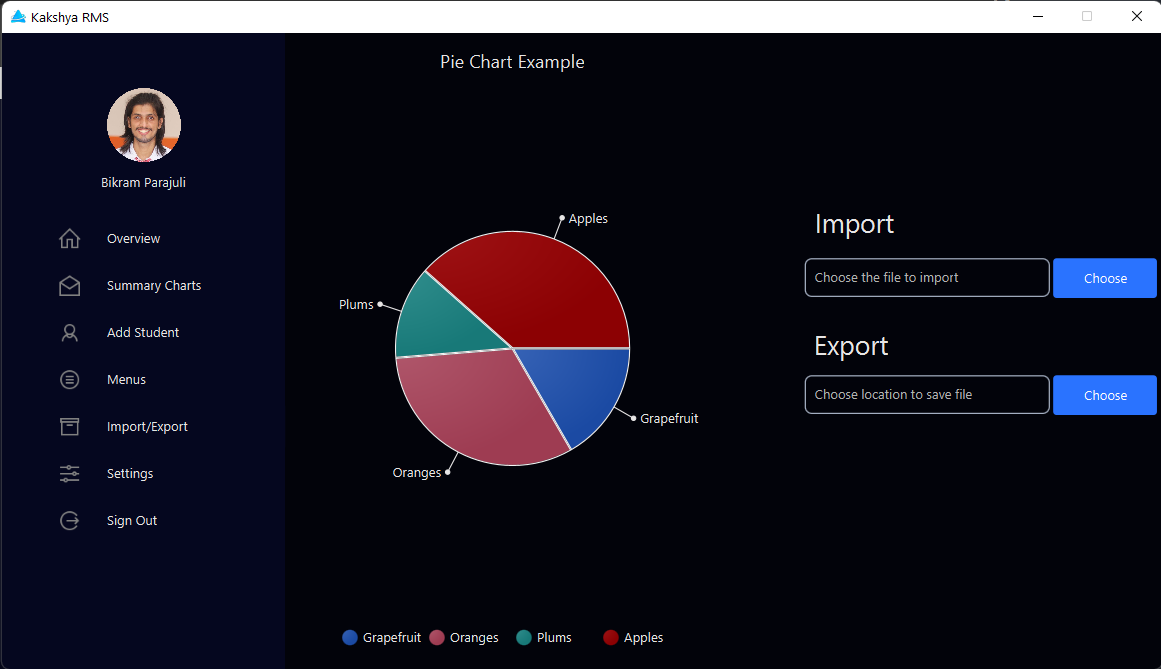 Kakshya RMS
Bikram Parajuli
Overview
Summary Charts
Add Student
Menus
Import/Export
Settings
Sign Out
Pie Chart Example
Apples
Plums
Grapefruit
Oranges
Grapefruit Oranges Plums Apples
Import
Choose the file to import Choose
Export
Choose location to save file Choose